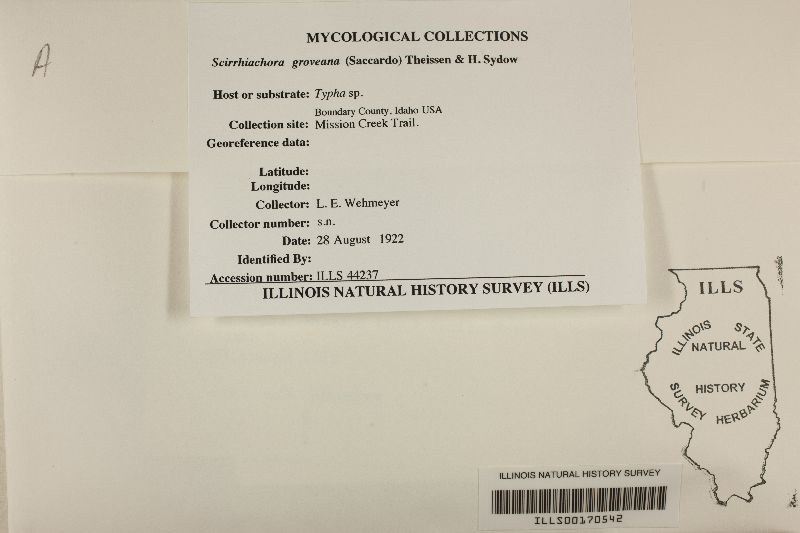 A
MYCOLOGICAL COLLECTIONS
Scirrhiachora groveana (Saccardo) Theissen & H. Sydow
Host or substrate: Typha sp.
Boundary County, Idaho USA
Collection site: Mission Creek Trail.
Georeference data:
Latitude:
Longitude:
Collector: L. E. Wehmeyer
Collector number: s.n.
Date: 28 August 1922
Identified By:
Accession number: ILLS 44237
ILLINOIS NATURAL HISTORY SURVEY (ILLS)
ILLS
ILLINOIS STATE
NATURAL
HISTORY
SURVEY HERBARIUM
ILLINOIS NATURAL HISTORY SURVEY
ILLS00170542